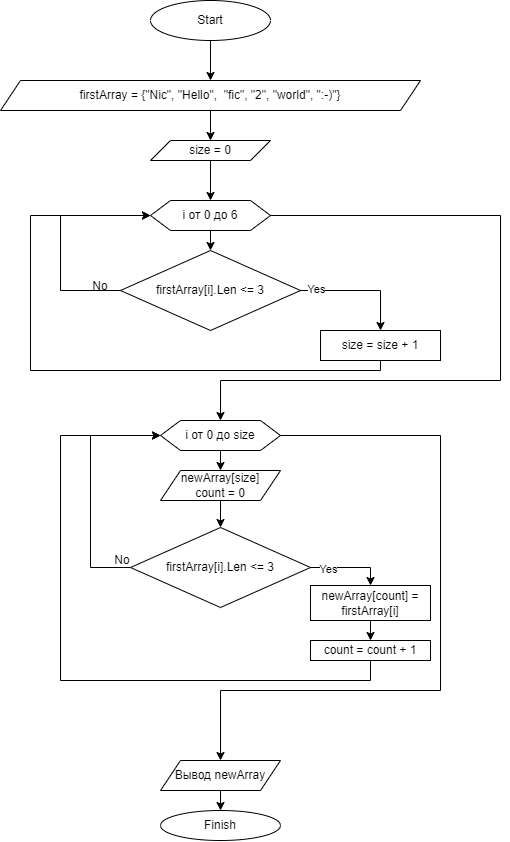 Start
firstArray = {"Nic", "Hello", "fic", "2", "world", ":-)"}
size = 0
i от 0 до 6
firstArray[i].Len <= 3
No
Yes
size = size + 1
i от 0 до size
newArray[size]
count = 0
firstArray[i].Len <= 3
No
Yes
newArray[count] =
firstArray[i]
count = count + 1
Вывод newArray
Finish